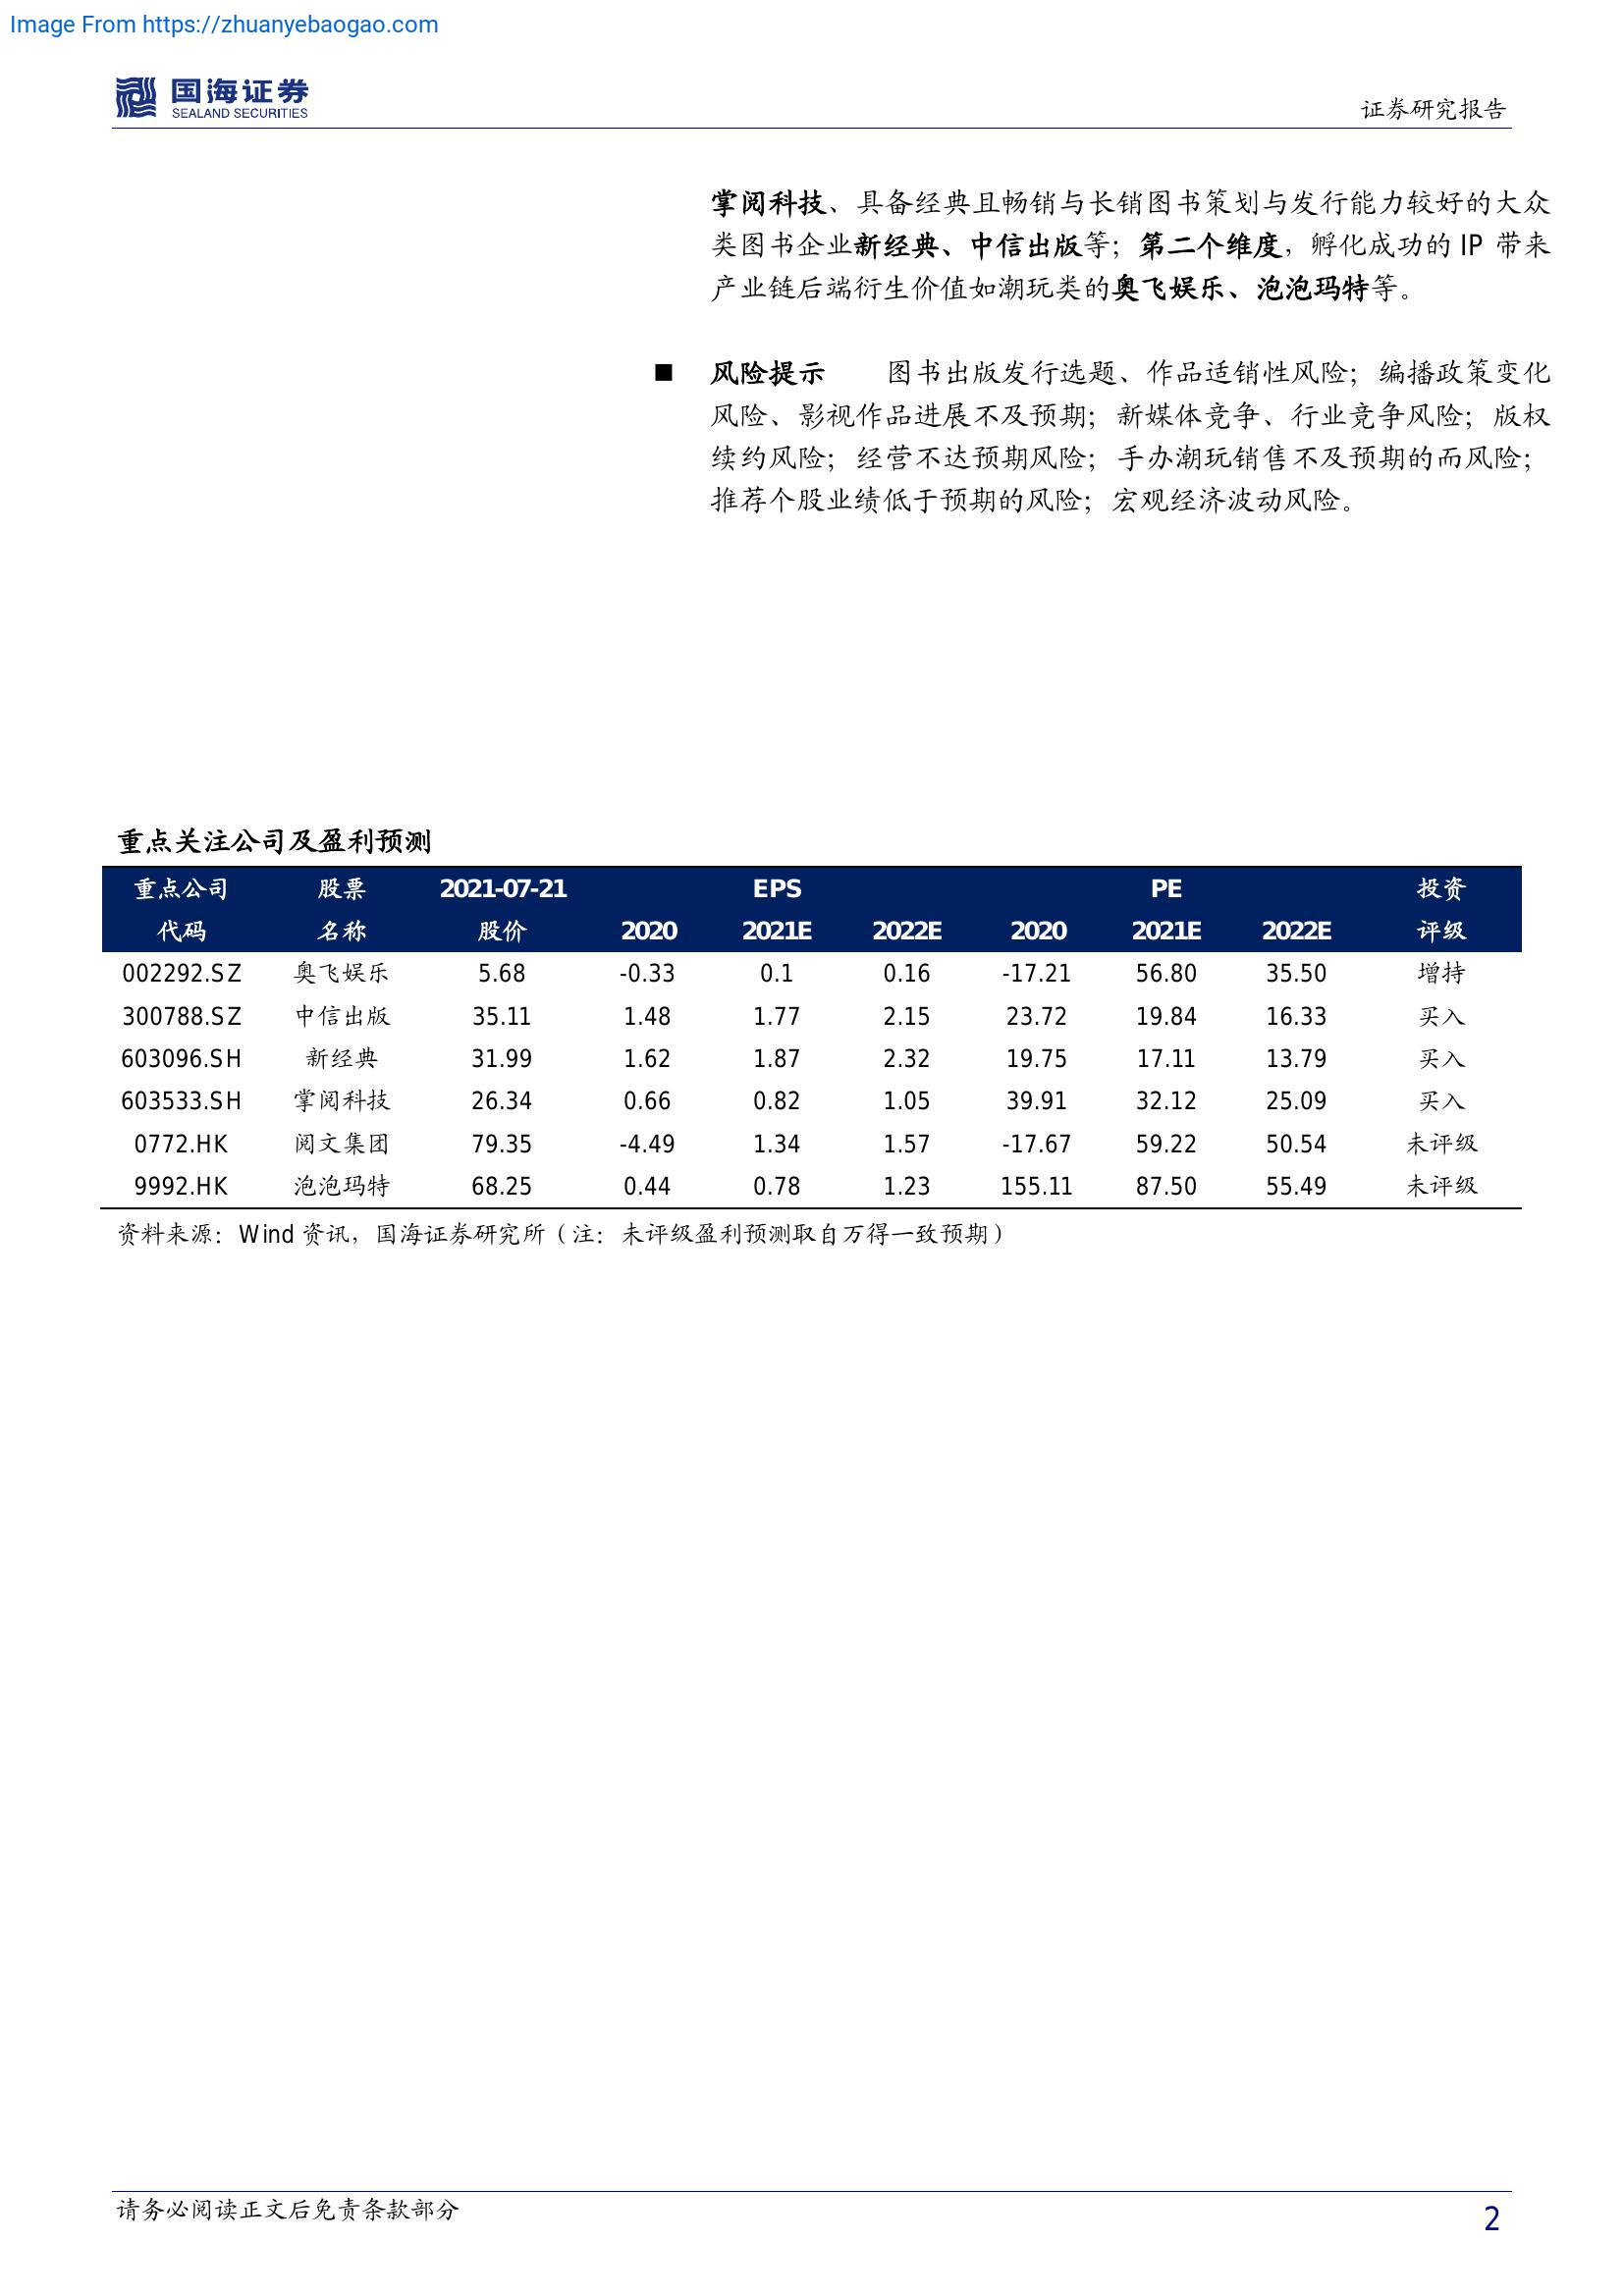 Image From https://zhuanyebaogao.com
国海证券
SEALAND SECURITIES
证券研究报告
掌阅科技、具备经典且畅销与长销图书策划与发行能力较好的大众
类图书企业新经典、中信出版等；第二个维度，孵化成功的 IP 带来
产业链后端衍生价值如潮玩类的奥飞娱乐、泡泡玛特等。
■ 风险提示 图书出版发行选题、作品适销性风险；编播政策变化
风险、影视作品进展不及预期；新媒体竞争、行业竞争风险；版权
续约风险；经营不达预期风险；手办潮玩销售不及预期的而风险；
推荐个股业绩低于预期的风险；宏观经济波动风险。
重点关注公司及盈利预测
重点公司 股票 2021-07-21 EPS PE 投资
代码 名称 股价 2020 2021E 2022E 2020 2021E 2022E 评级
002292.SZ 奥飞娱乐 5.68 -0.33 0.1 0.16 -17.21 56.80 35.50 增持
300788.SZ 中信出版 35.11 1.48 1.77 2.15 23.72 19.84 16.33 买入
603096.SH 新经典 31.99 1.62 1.87 2.32 19.75 17.11 13.79 买入
603533.SH 掌阅科技 26.34 0.66 0.82 1.05 39.91 32.12 25.09 买入
0772.HK 阅文集团 79.35 -4.49 1.34 1.57 -17.67 59.22 50.54 未评级
9992.HK 泡泡玛特 68.25 0.44 0.78 1.23 155.11 87.50 55.49 未评级
资料来源：Wind 资讯，国海证券研究所（注：未评级盈利预测取自万得一致预期）
请务必阅读正文后免责条款部分
2